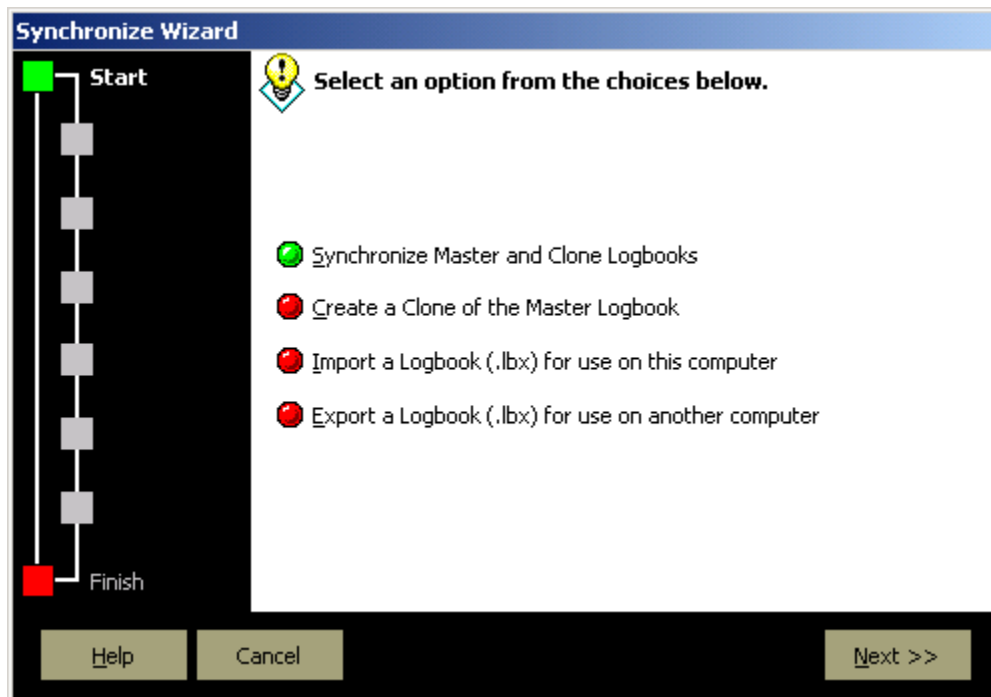 Synchronize Wizard
Start
Select an option from the choices below.
Synchronize Master and Clone Logbooks
Create a Clone of the Master Logbook
Import a Logbook (.lbx) for use on this computer
Export a Logbook (.lbx) for use on another computer
Finish
Help
Cancel
Next >>